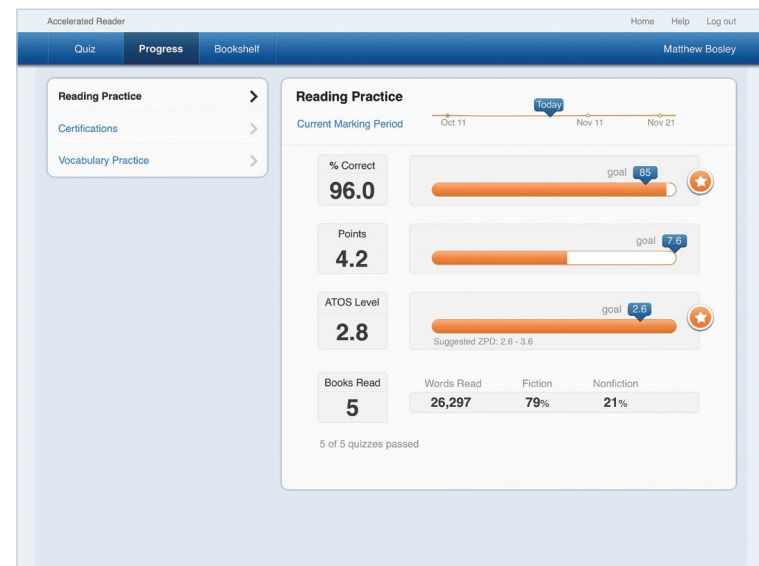 Accelerated Reader
Home Help Log out
Quiz Progress Bookshelf Matthew Bosley
Reading Practice
Certifications
Vocabulary Practice
Reading Practice
Current Marking Period
Today
Oct 11 Nov 11 Nov 21
% Correct
96.0
goal 85
Points
4.2
goal 7.6
ATOS Level
2.8
goal 2.6
Suggested ZPD: 2.6 - 3.6
Books Read
5
Words Read Fiction Nonfiction
26,297 79% 21%
5 of 5 quizzes passed